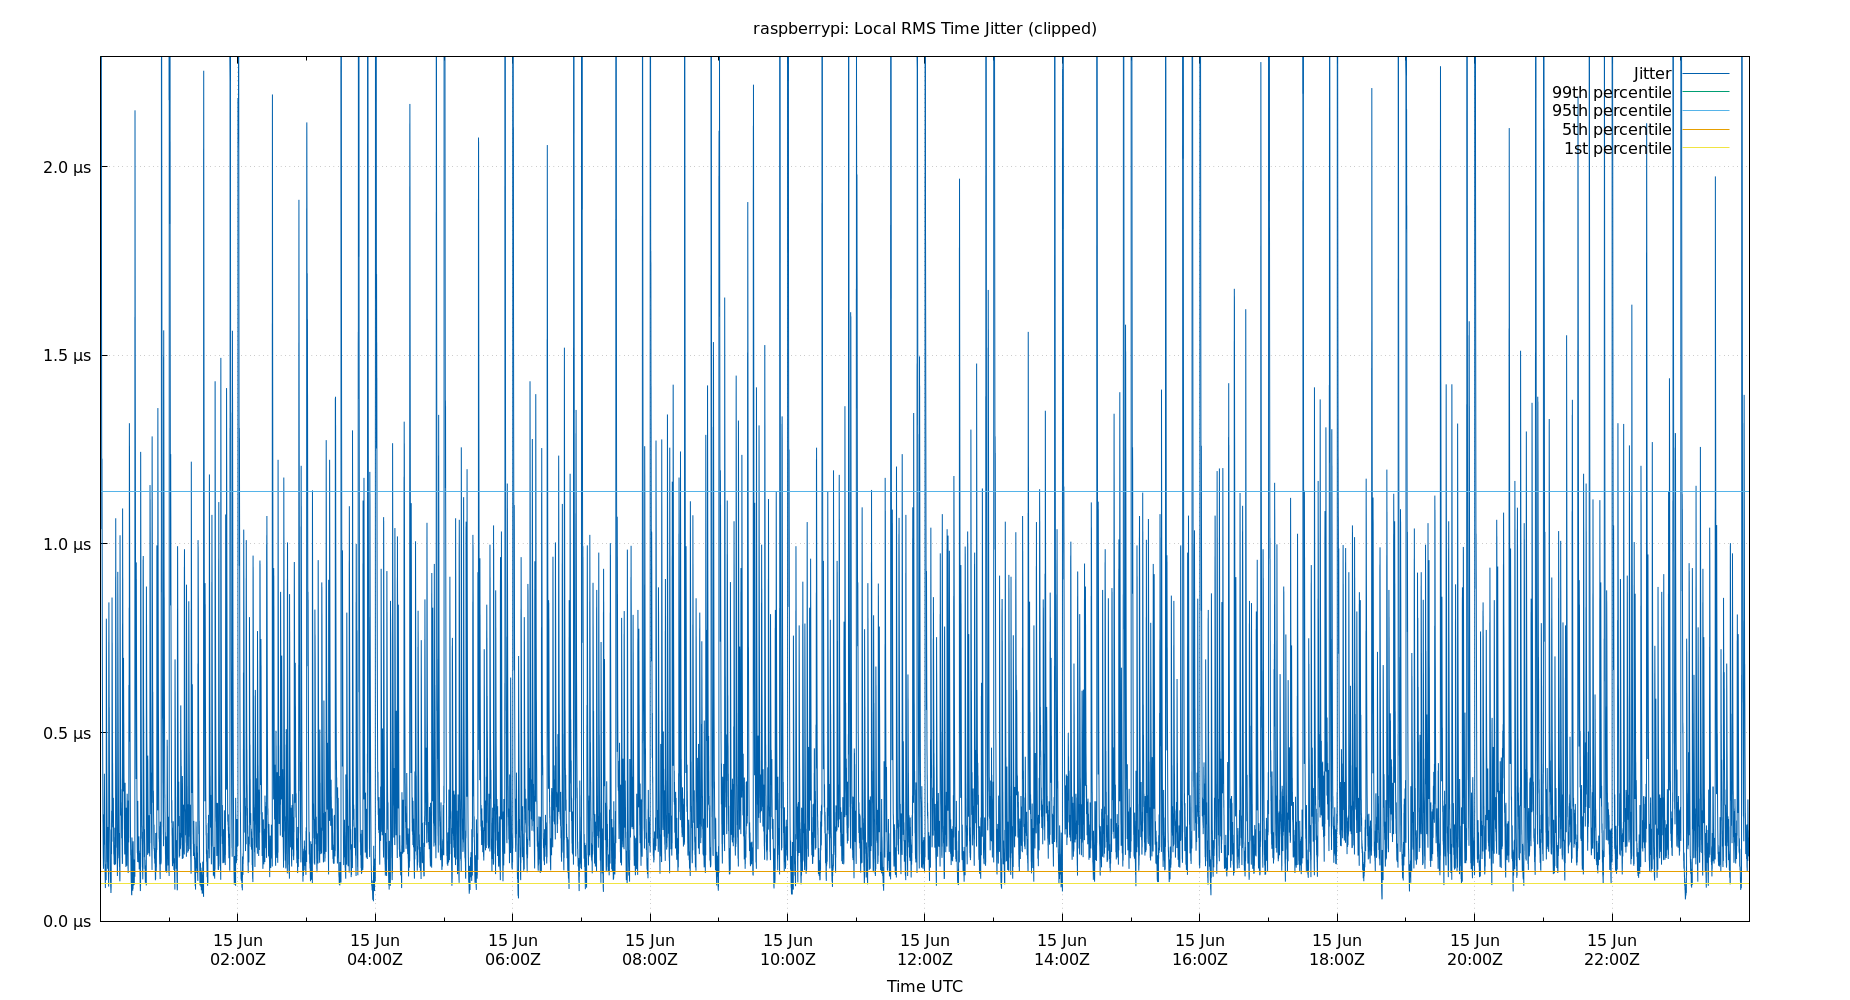 raspberrypi: Local RMS Time Jitter (clipped)
Jitter
99th percentile
95th percentile
5th percentile
1st percentile
2.0 µs
1.5 µs
1.0 µs
0.5 µs
0.0 µs
15 Jun 15 Jun 15 Jun 15 Jun 15 Jun 15 Jun 15 Jun 15 Jun 15 Jun 15 Jun 15 Jun
02:00Z 04:00Z 06:00Z 08:00Z 10:00Z 12:00Z 14:00Z 16:00Z 18:00Z 20:00Z 22:00Z
Time UTC